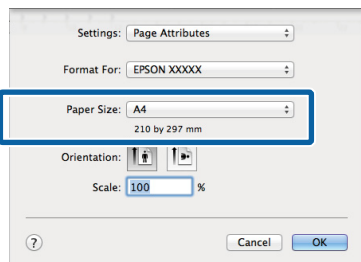 Settings: Page Attributes
Format For: EPSON XXXXX
Paper Size: A4
210 by 297 mm
Orientation:
Scale: 100 %
? Cancel OK